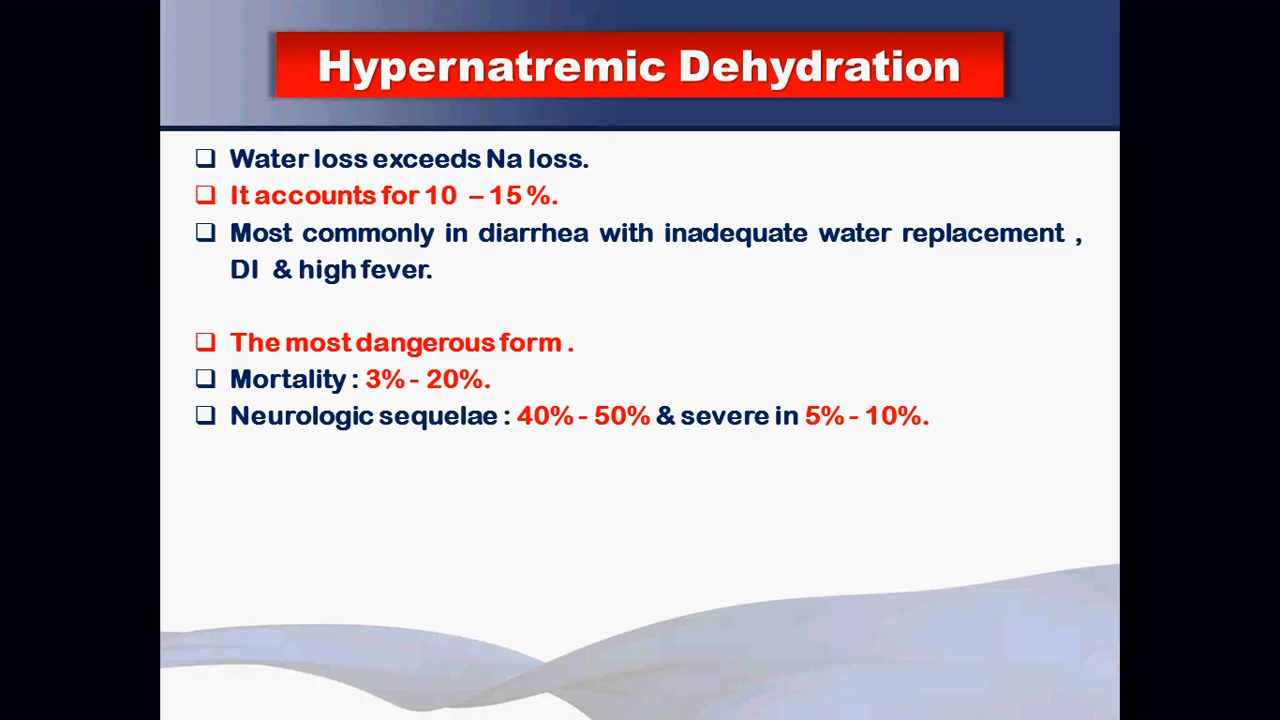 Hypernatremic Dehydration
❑ Water loss exceeds Na loss.
❑ It accounts for 10 – 15 %.
❑ Most commonly in diarrhea with inadequate water replacement ,
DI & high fever.
❑ The most dangerous form .
❑ Mortality : 3% - 20%.
❑ Neurologic sequelae : 40% - 50% & severe in 5% - 10%.